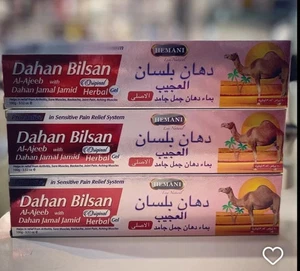 HEMANI
Dahan Bilsan
Al-Ajeeb with
Dahan Jamal Jamid
Original
Herbal Gel
دهان بلسان
العجيب
بماء دهان جمل جامد
الاصلي
in Sensitive Pain Relief System
HEMANI
Dahan Bilsan
Al-Ajeeb with
Dahan Jamal Jamid
Original
Herbal Gel
دهان بلسان
العجيب
بماء دهان جمل جامد
الاصلي
in Sensitive Pain Relief System
HEMANI
Dahan Bilsan
Al-Ajeeb with
Dahan Jamal Jamid
Original
Herbal Gel
دهان بلسان
العجيب
بماء دهان جمل جامد
الاصلي